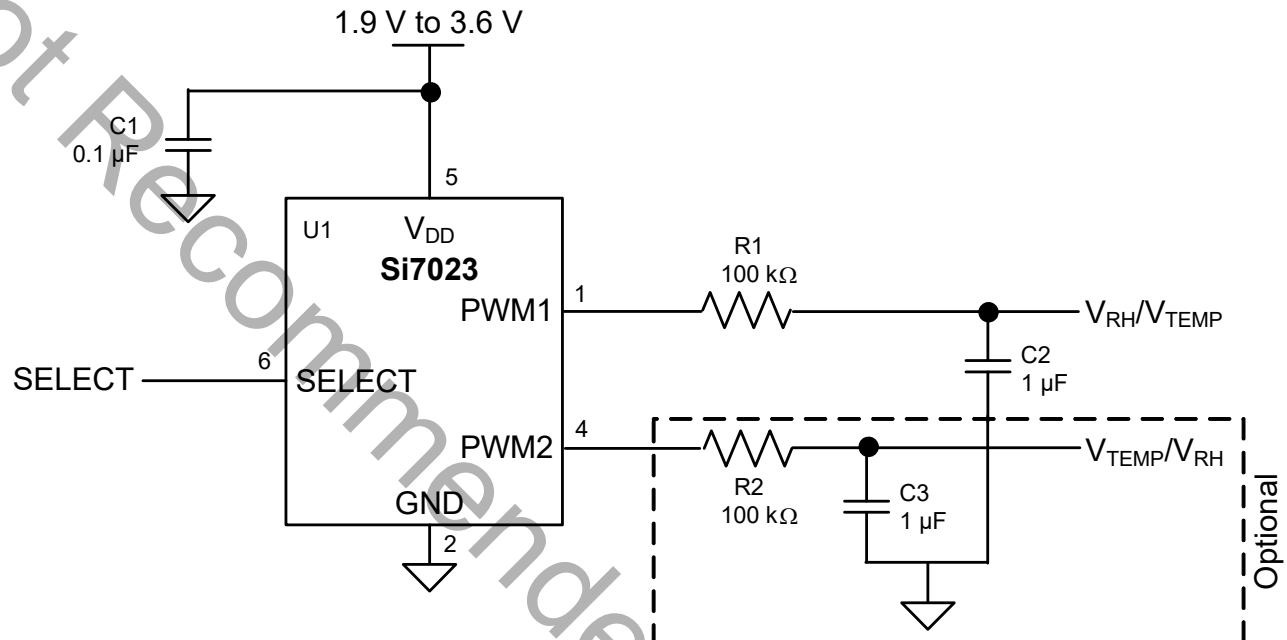 1.9 V to 3.6 V
C1
0.1 µF
5
U1
VDD
Si7023
R1
100 kΩ
PWM1
1
VRH/VTEMP
C2
1 µF
6
SELECT
SELECT
PWM2
4
VTEMP/VRH
R2
100 kΩ
C3
1 µF
GND
2
Optional
ot Recommende